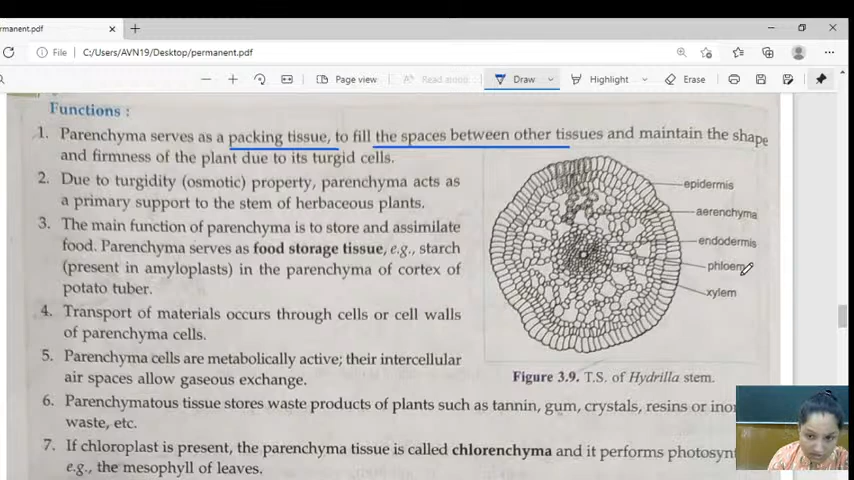 rmanent.pdf
File
C:/Users/AVN19/Desktop/permanent.pdf
Page view
Read aloud
Draw
Highlight
Erase
Functions :
1. Parenchyma serves as a packing tissue, to fill the spaces between other tissues and maintain the shape
and firmness of the plant due to its turgid cells.
2. Due to turgidity (osmotic) property, parenchyma acts as
a primary support to the stem of herbaceous plants.
3. The main function of parenchyma is to store and assimilate
food. Parenchyma serves as food storage tissue, e.g., starch
(present in amyloplasts) in the parenchyma of cortex of
potato tuber.
4. Transport of materials occurs through cells or cell walls
of parenchyma cells.
5. Parenchyma cells are metabolically active; their intercellular
air spaces allow gaseous exchange.
epidermis
aerenchyma
endodermis
phloem
xylem
Figure 3.9. T.S. of Hydrilla stem.
6. Parenchymatous tissue stores waste products of plants such as tannin, gum, crystals, resins or inor
waste, etc.
7. If chloroplast is present, the parenchyma tissue is called chlorenchyma and it performs photosynt
e.g., the mesophyll of leaves.